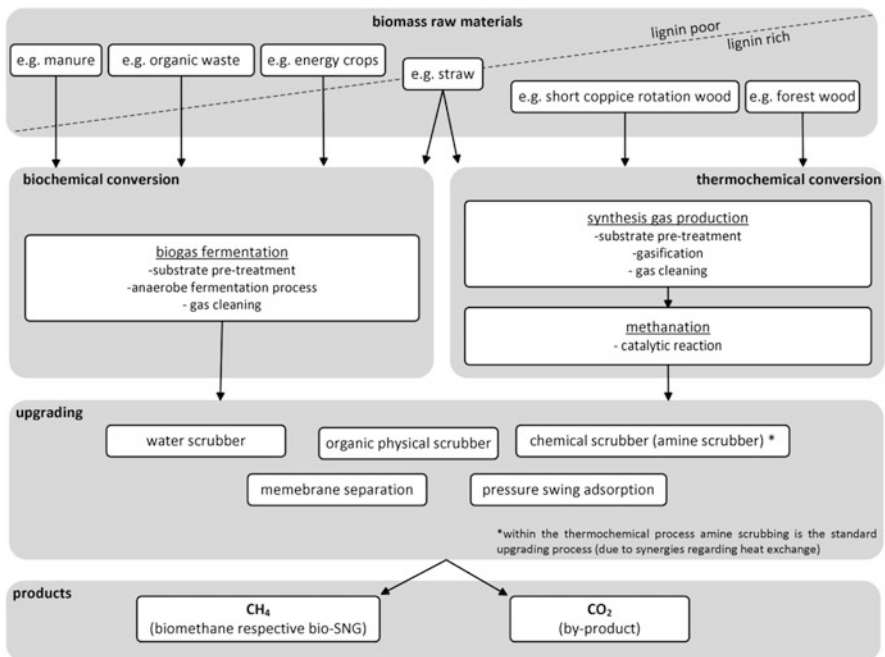 biomass raw materials
lignin poor
lignin rich
e.g. manure
e.g. organic waste
e.g. energy crops
e.g. straw
e.g. short coppice rotation wood
e.g. forest wood
biochemical conversion
thermochemical conversion
biogas fermentation
-substrate pre-treatment
-anaerobe fermentation process
- gas cleaning
synthesis gas production
-substrate pre-treatment
-gasification
- gas cleaning
methanation
- catalytic reaction
upgrading
water scrubber
organic physical scrubber
chemical scrubber (amine scrubber) *
memebrane separation
pressure swing adsorption
*within the thermochemical process amine scrubbing is the standard
upgrading process (due to synergies regarding heat exchange)
products
CH₄
(biomethane respective bio-SNG)
CO₂
(by-product)